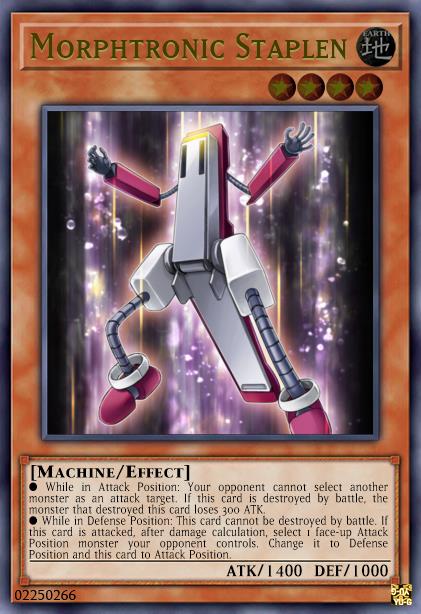 MORPHTRONIC STAPLEN
EARTH
地
[MACHINE/EFFECT]
● While in Attack Position: Your opponent cannot select another
monster as an attack target. If this card is destroyed by battle, the
monster that destroyed this card loses 300 ATK.
● While in Defense Position: This card cannot be destroyed by battle. If
this card is attacked, after damage calculation, select 1 face-up Attack
Position monster your opponent controls. Change it to Defense
Position and this card to Attack Position.
ATK/1400 DEF/1000
02250266